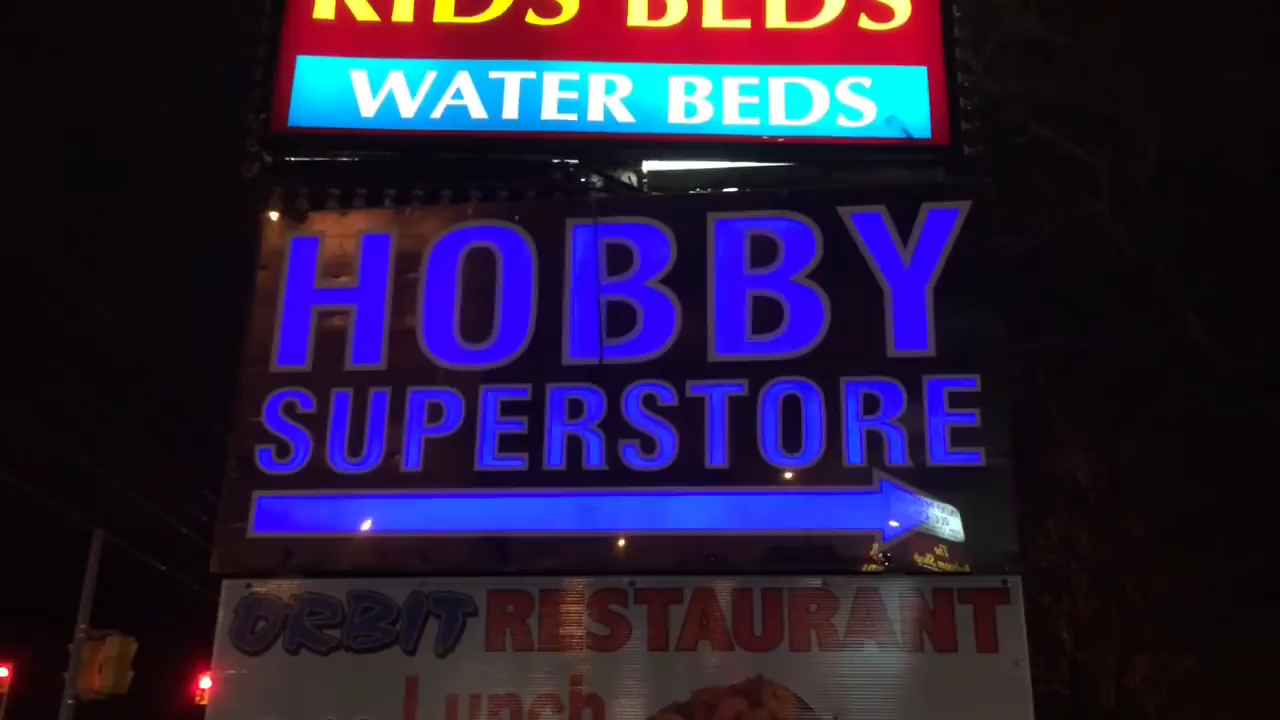 KIDS BEDS
WATER BEDS
HOBBY
SUPERSTORE
ORBIT RESTAURANT
Lunch